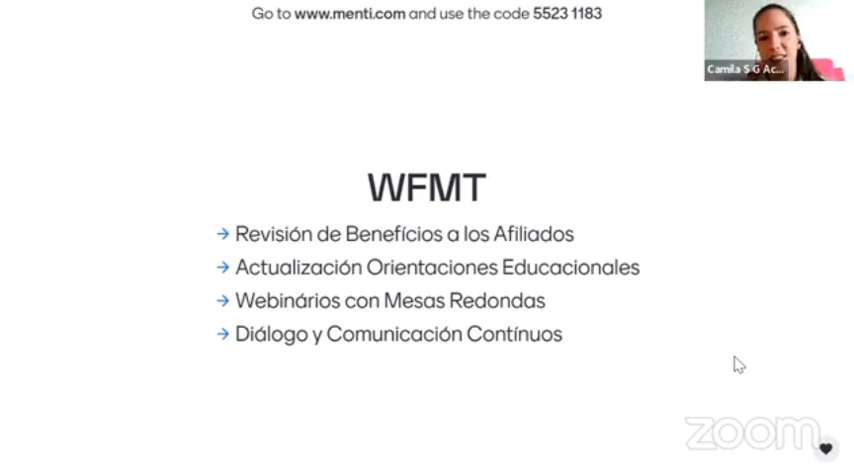 Go to www.menti.com and use the code 5523 1183
Camila S G Ac...
WFMT
→ Revisión de Benefícios a los Afiliados
→ Actualización Orientaciones Educacionales
→ Webinários con Mesas Redondas
→ Diálogo y Comunicación Contínuos
zoom